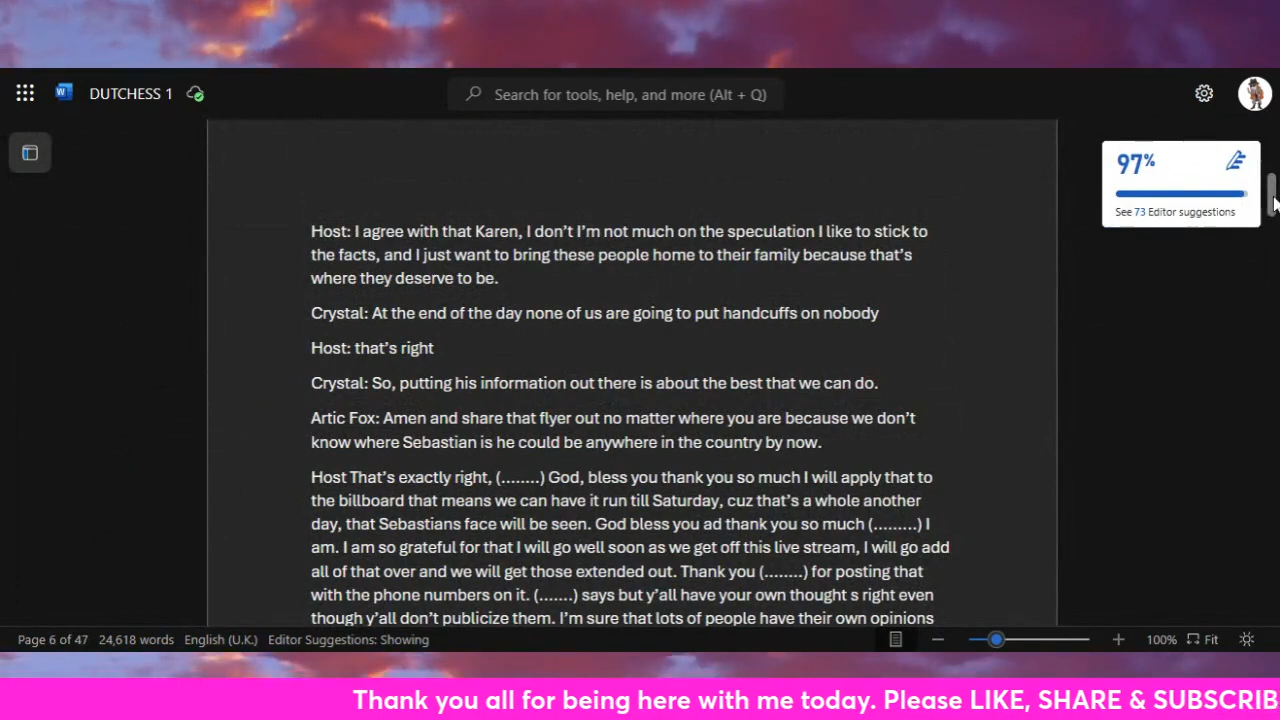 DUTCHESS 1
Search for tools, help, and more (Alt + Q)
97%
See 73 Editor suggestions
Host: I agree with that Karen, I don't I'm not much on the speculation I like to stick to
the facts, and I just want to bring these people home to their family because that's
where they deserve to be.
Crystal: At the end of the day none of us are going to put handcuffs on nobody
Host: that's right
Crystal: So, putting his information out there is about the best that we can do.
Artic Fox: Amen and share that flyer out no matter where you are because we don't
know where Sebastian is he could be anywhere in the country by now.
Host That's exactly right, (........) God, bless you thank you so much I will apply that to
the billboard that means we can have it run till Saturday, cuz that's a whole another
day, that Sebastians face will be seen. God bless you ad thank you so much (.........) I
am. I am so grateful for that I will go well soon as we get off this live stream, I will go add
all of that over and we will get those extended out. Thank you (........) for posting that
with the phone numbers on it. (.......) says but y'all have your own thought s right even
though y'all don't publicize them. I'm sure that lots of people have their own opinions
Page 6 of 47 24,618 words English (U.K.) Editor Suggestions: Showing 100% Fit
Thank you all for being here with me today. Please LIKE, SHARE & SUBSCRIB